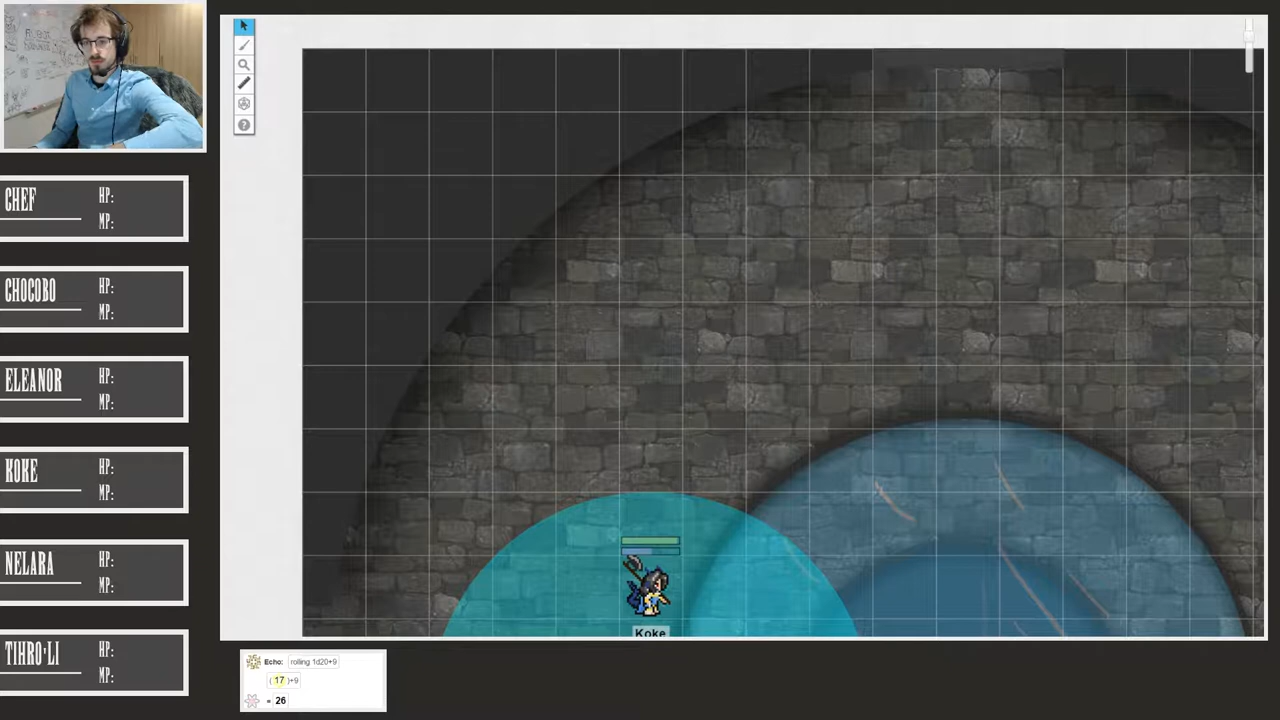 CHEF
HP:
MP:
CHOCOBO
HP:
MP:
ELEANOR
HP:
MP:
KOKE
HP:
MP:
NELARA
HP:
MP:
TIHRO'LI
HP:
MP:
Koke
Echo: rolling 1d20+9
(17)+9
= 26